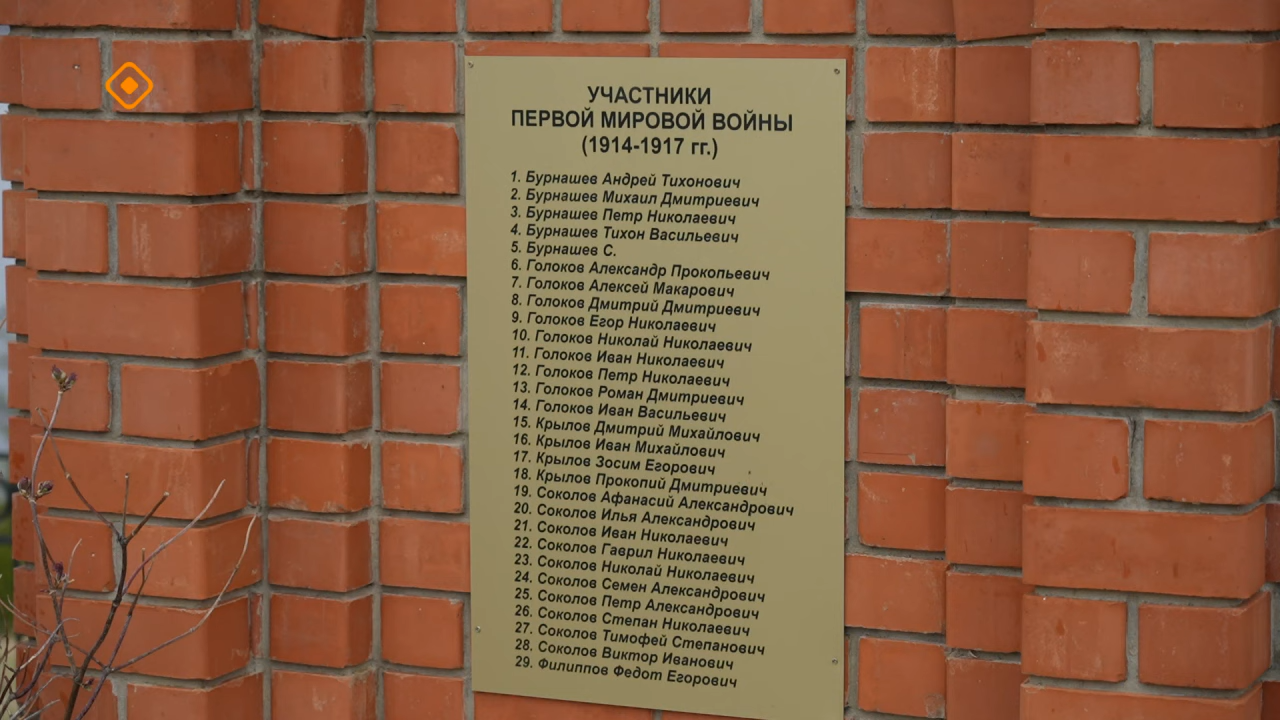 УЧАСТНИКИ
ПЕРВОЙ МИРОВОЙ ВОЙНЫ
(1914-1917 гг.)
1. Бурнашев Андрей Тихонович
2. Бурнашев Михаил Дмитриевич
3. Бурнашев Петр Николаевич
4. Бурнашев Тихон Васильевич
5. Бурнашев С.
6. Голоков Александр Прокопьевич
7. Голоков Алексей Макарович
8. Голоков Дмитрий Дмитриевич
9. Голоков Егор Николаевич
10. Голоков Николай Николаевич
11. Голоков Иван Николаевич
12. Голоков Петр Николаевич
13. Голоков Роман Дмитриевич
14. Голоков Иван Васильевич
15. Крылов Дмитрий Михайлович
16. Крылов Иван Михайлович
17. Крылов Зосим Егорович
18. Крылов Прокопий Дмитриевич
19. Соколов Афанасий Александрович
20. Соколов Илья Александрович
21. Соколов Иван Николаевич
22. Соколов Гаврил Николаевич
23. Соколов Николай Николаевич
24. Соколов Семен Александрович
25. Соколов Петр Александрович
26. Соколов Степан Николаевич
27. Соколов Тимофей Степанович
28. Соколов Виктор Иванович
29. Филиппов Федот Егорович